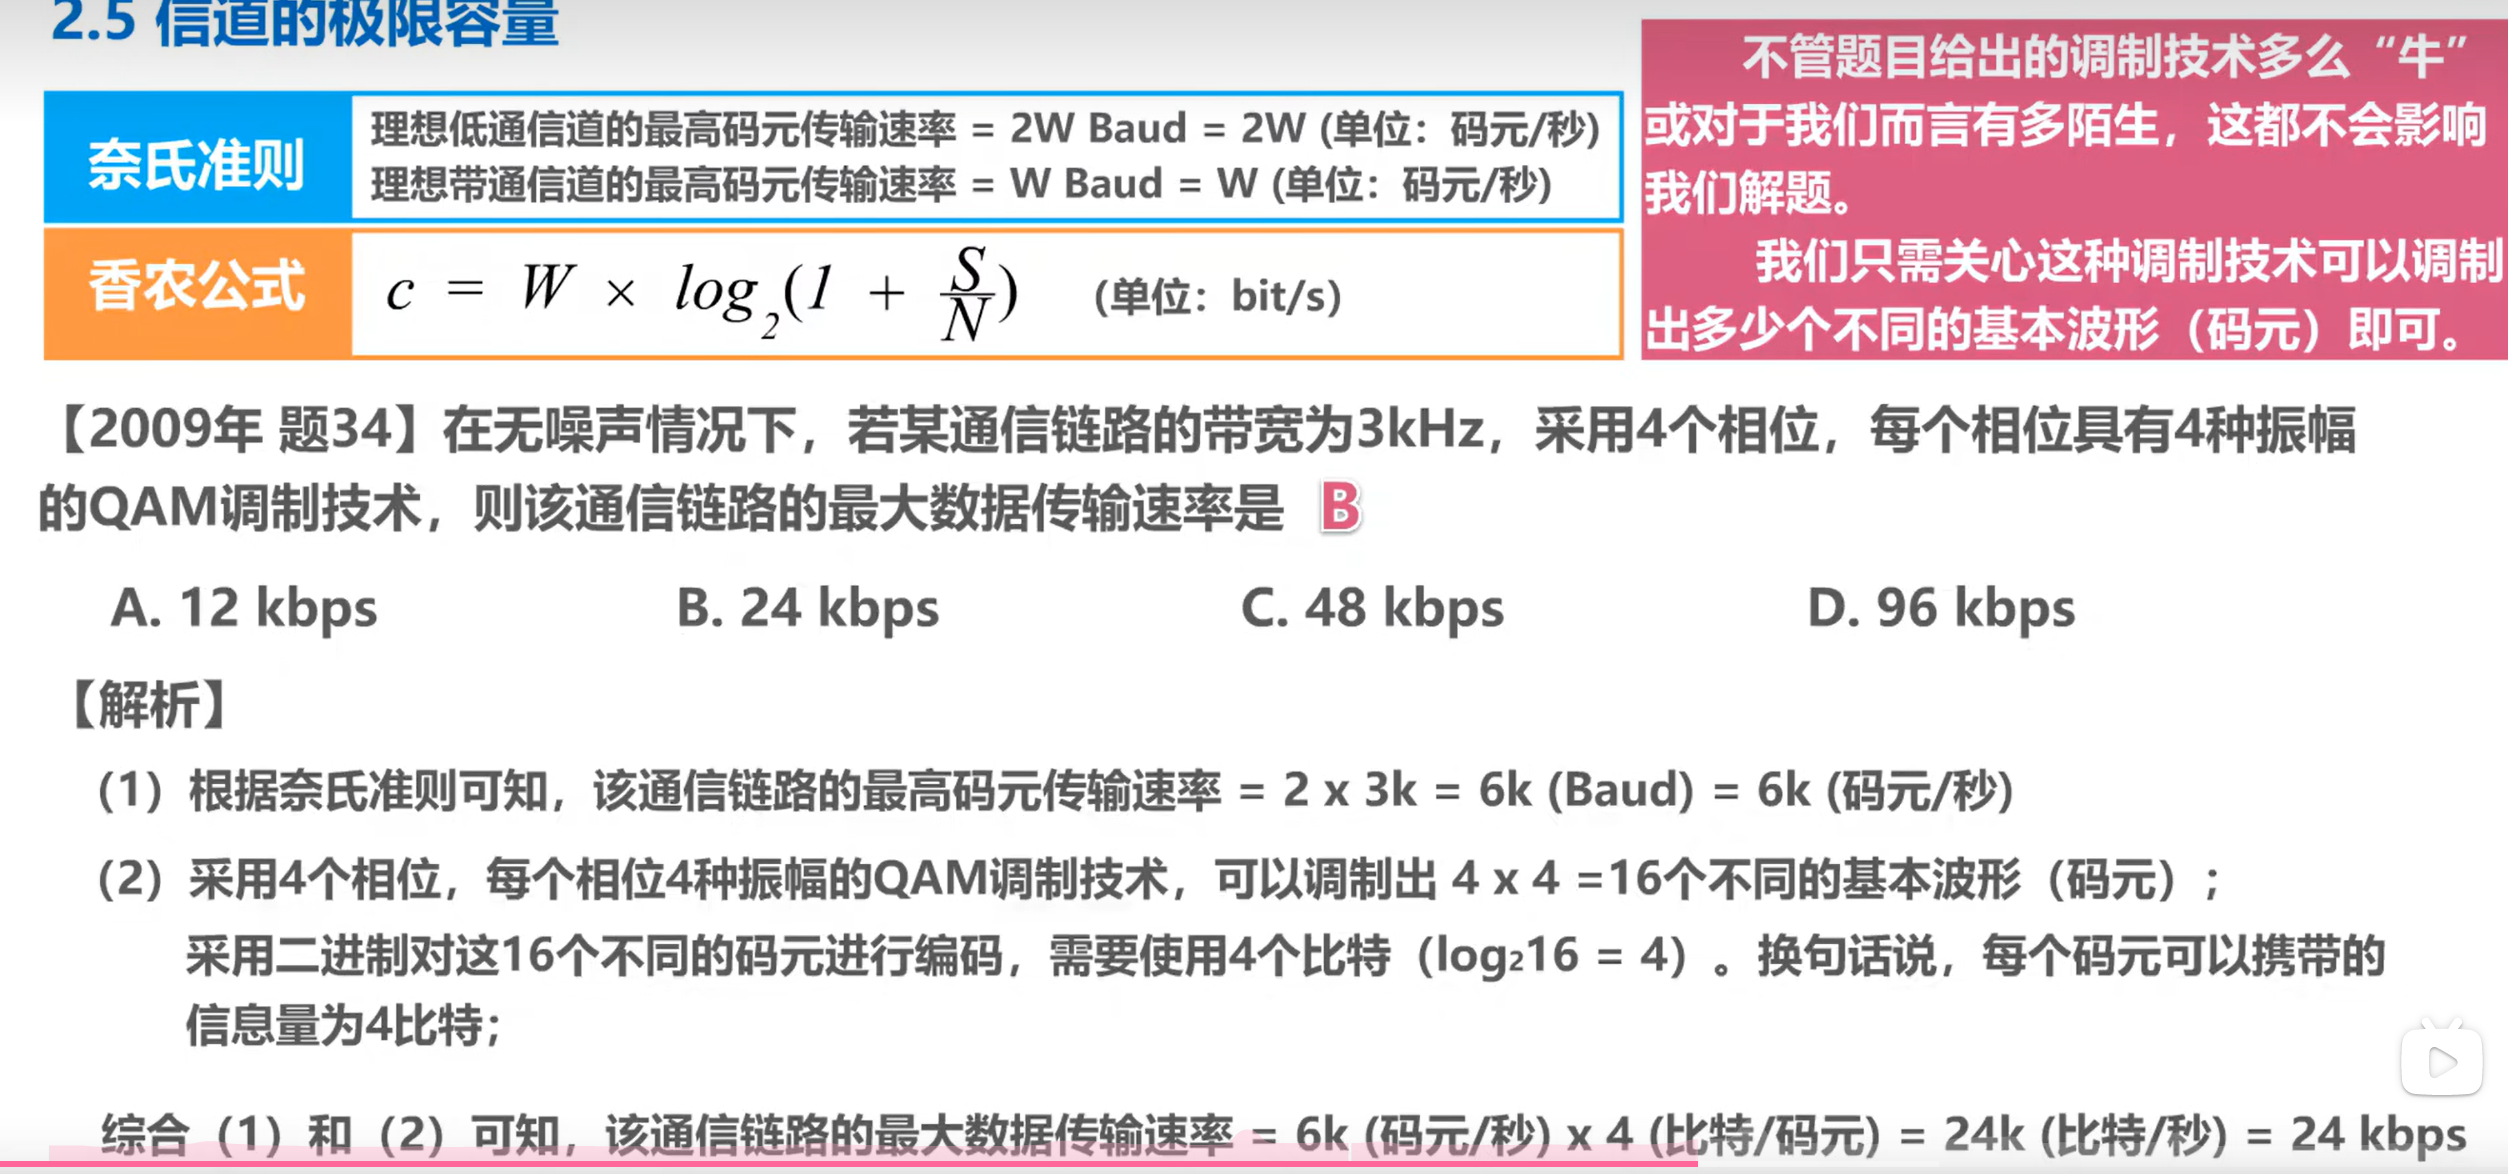 2.5 信道的极限容量
不管题目给出的调制技术多么“牛”
或对于我们而言有多陌生，这都不会影响
我们解题。
我们只需关心这种调制技术可以调制
出多少个不同的基本波形（码元）即可。
奈氏准则
理想低通信道的最高码元传输速率 = 2W Baud = 2W (单位：码元/秒)
理想带通信道的最高码元传输速率 = W Baud = W (单位：码元/秒)
香农公式
c = W × log₂(1 + S/N) (单位：bit/s)
【2009年 题34】在无噪声情况下，若某通信链路的带宽为3kHz，采用4个相位，每个相位具有4种振幅
的QAM调制技术，则该通信链路的最大数据传输速率是 B
A. 12 kbps B. 24 kbps C. 48 kbps D. 96 kbps
【解析】
（1）根据奈氏准则可知，该通信链路的最高码元传输速率 = 2 x 3k = 6k (Baud) = 6k (码元/秒)
（2）采用4个相位，每个相位4种振幅的QAM调制技术，可以调制出 4 x 4 =16个不同的基本波形（码元）;
采用二进制对这16个不同的码元进行编码，需要使用4个比特（log₂16 = 4）。换句话说，每个码元可以携带的
信息量为4比特;
综合（1）和（2）可知，该通信链路的最大数据传输速率 = 6k (码元/秒) x 4 (比特/码元) = 24k (比特/秒) = 24 kbps